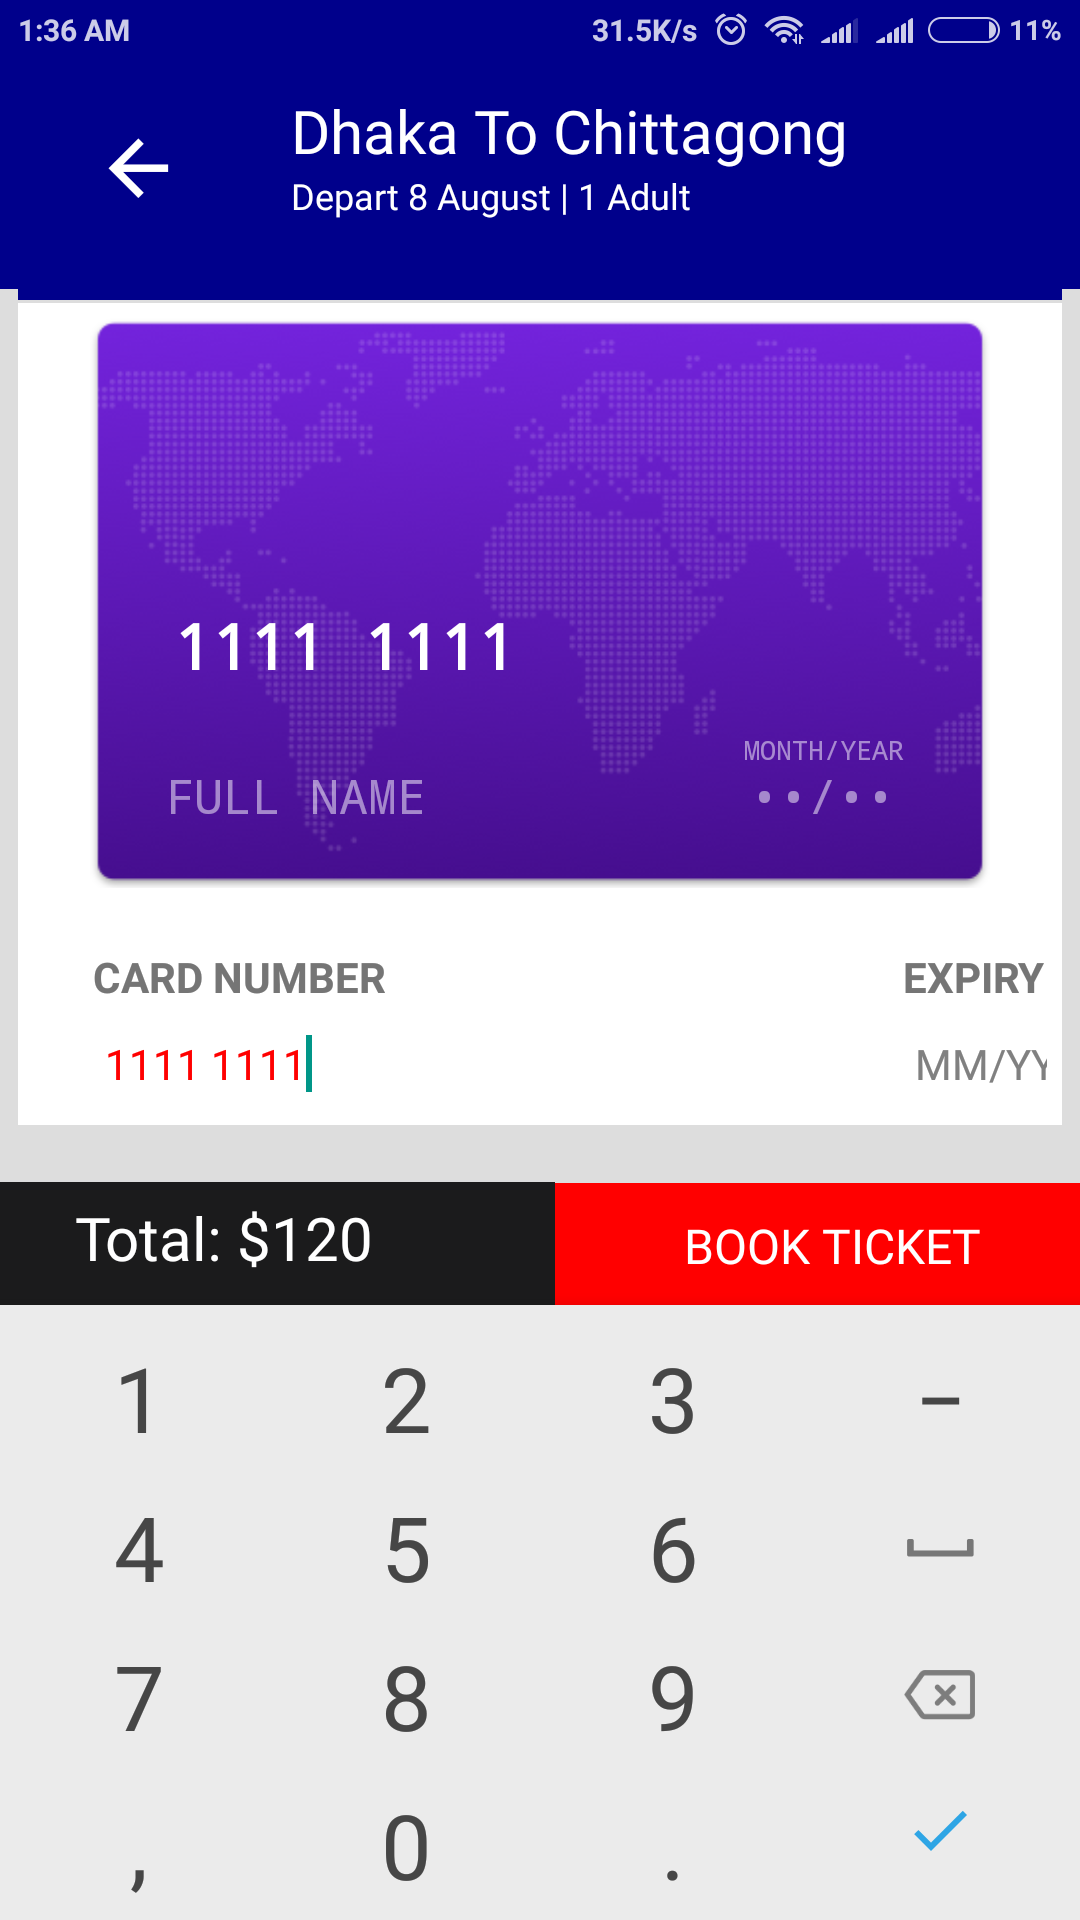 1:36 AM 31.5K/s 11%
Dhaka To Chittagong
Depart 8 August | 1 Adult
1111 1111
MONTH/YEAR
FULL NAME ••/••
CARD NUMBER EXPIRY
1111 1111 MM/YY
Total: $120 BOOK TICKET
1 2 3 –
4 5 6
7 8 9
, 0 .